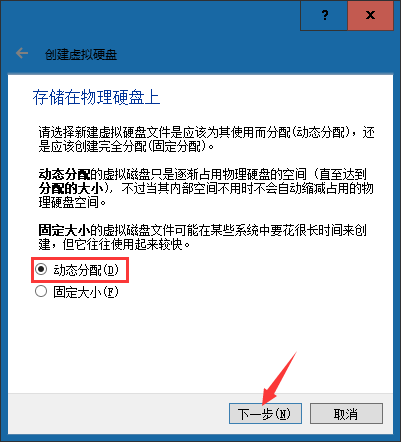 ?
x
创建虚拟硬盘
存储在物理硬盘上
请选择新建虚拟硬盘文件是应该为其使用而分配(动态分配)，还
是应该创建完全分配(固定分配)。
动态分配的虚拟磁盘只是逐渐占用物理硬盘的空间（直至达到
分配的大小），不过当其内部空间不用时不会自动缩减占用的物
理硬盘空间。
固定大小的虚拟磁盘文件可能在某些系统中要花很长时间来创
建，但它往往使用起来较快。
动态分配(D)
固定大小(F)
下一步(N)
取消